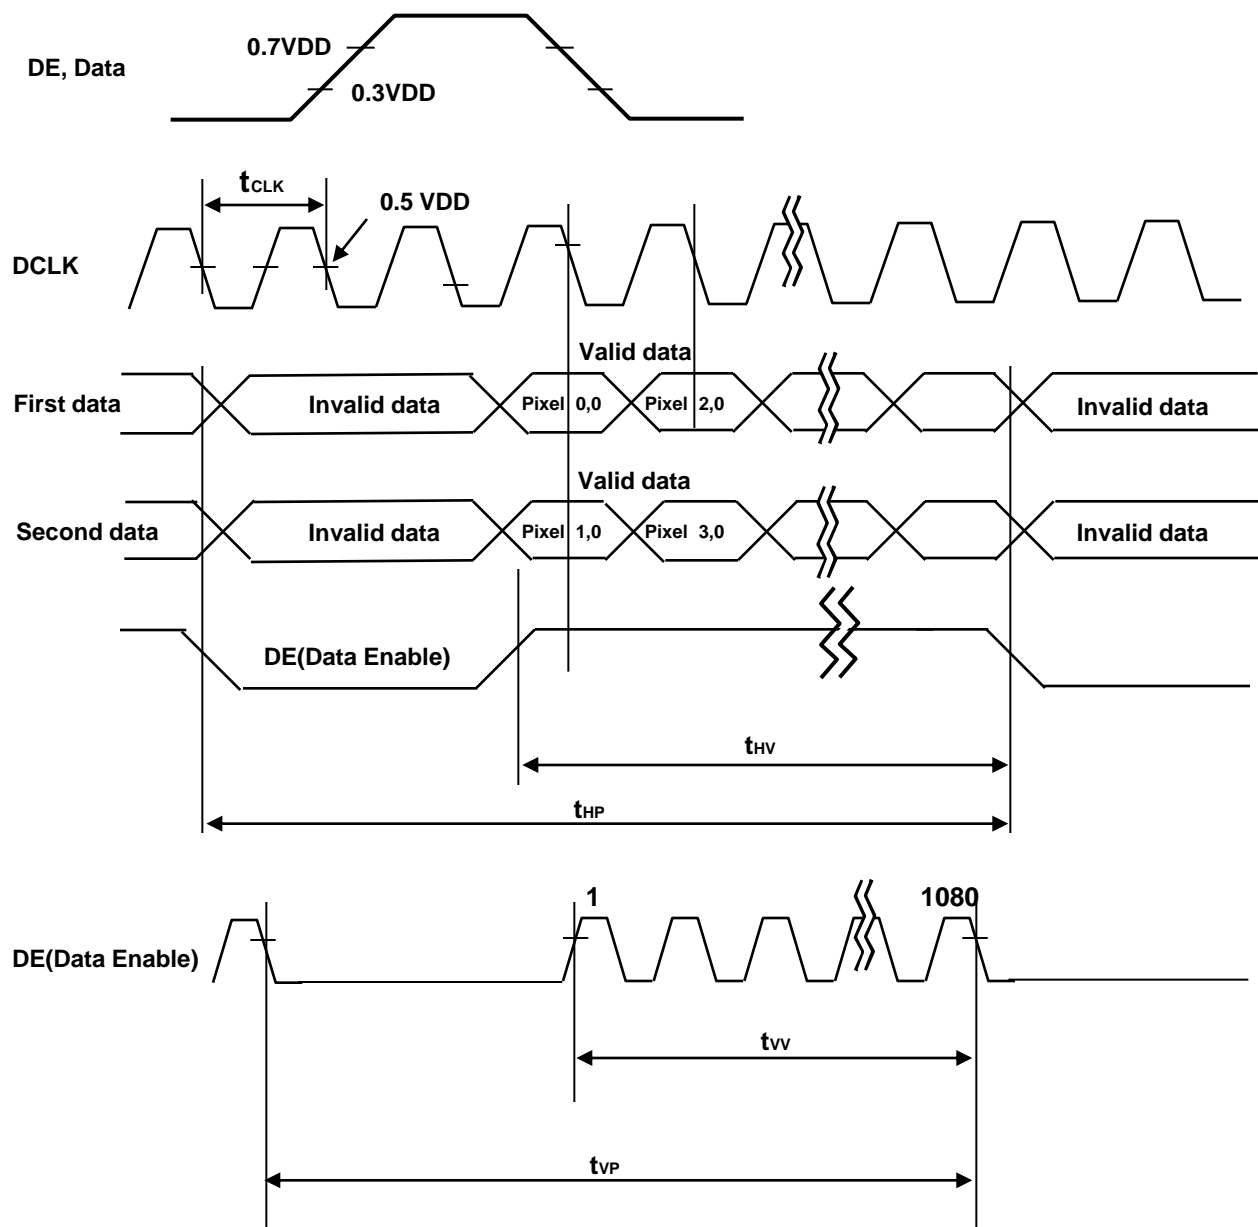 0.7VDD
DE, Data
0.3VDD
tCLK
0.5 VDD
DCLK
Valid data
First data
Invalid data
Pixel 0,0
Pixel 2,0
Invalid data
Valid data
Second data
Invalid data
Pixel 1,0
Pixel 3,0
Invalid data
DE(Data Enable)
tHV
tHP
1
1080
DE(Data Enable)
tVV
tVP